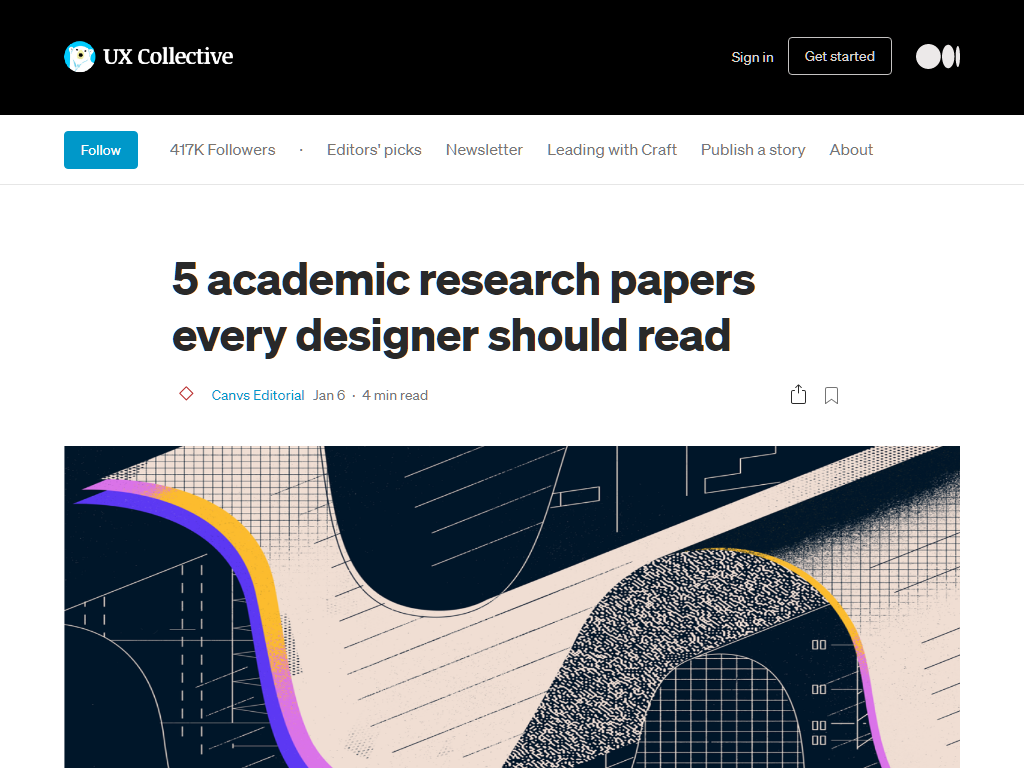 UX Collective
Sign in
Get started
Follow
417K Followers
·
Editors' picks
Newsletter
Leading with Craft
Publish a story
About
5 academic research papers
every designer should read
Canvs Editorial
Jan 6 · 4 min read